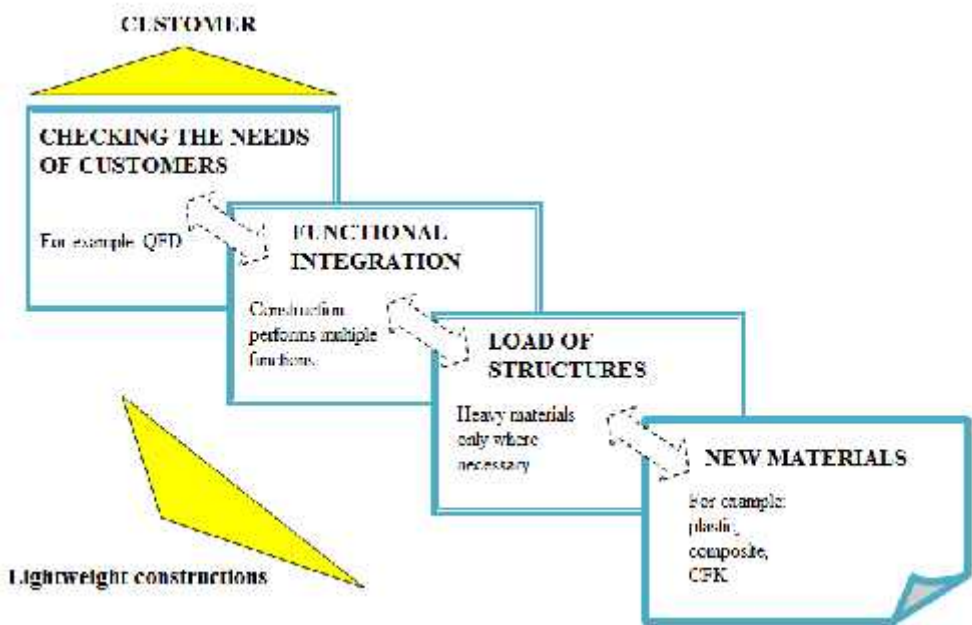 CUSTOMER
CHECKING THE NEEDS
OF CUSTOMERS
For example: QFD
FUNCTIONAL
INTEGRATION
Construction
performs multiple
functions.
LOAD OF
STRUCTURES
Heavy materials
only where
necessary
NEW MATERIALS
For example:
plastic,
composite,
CFK
Lightweight constructions